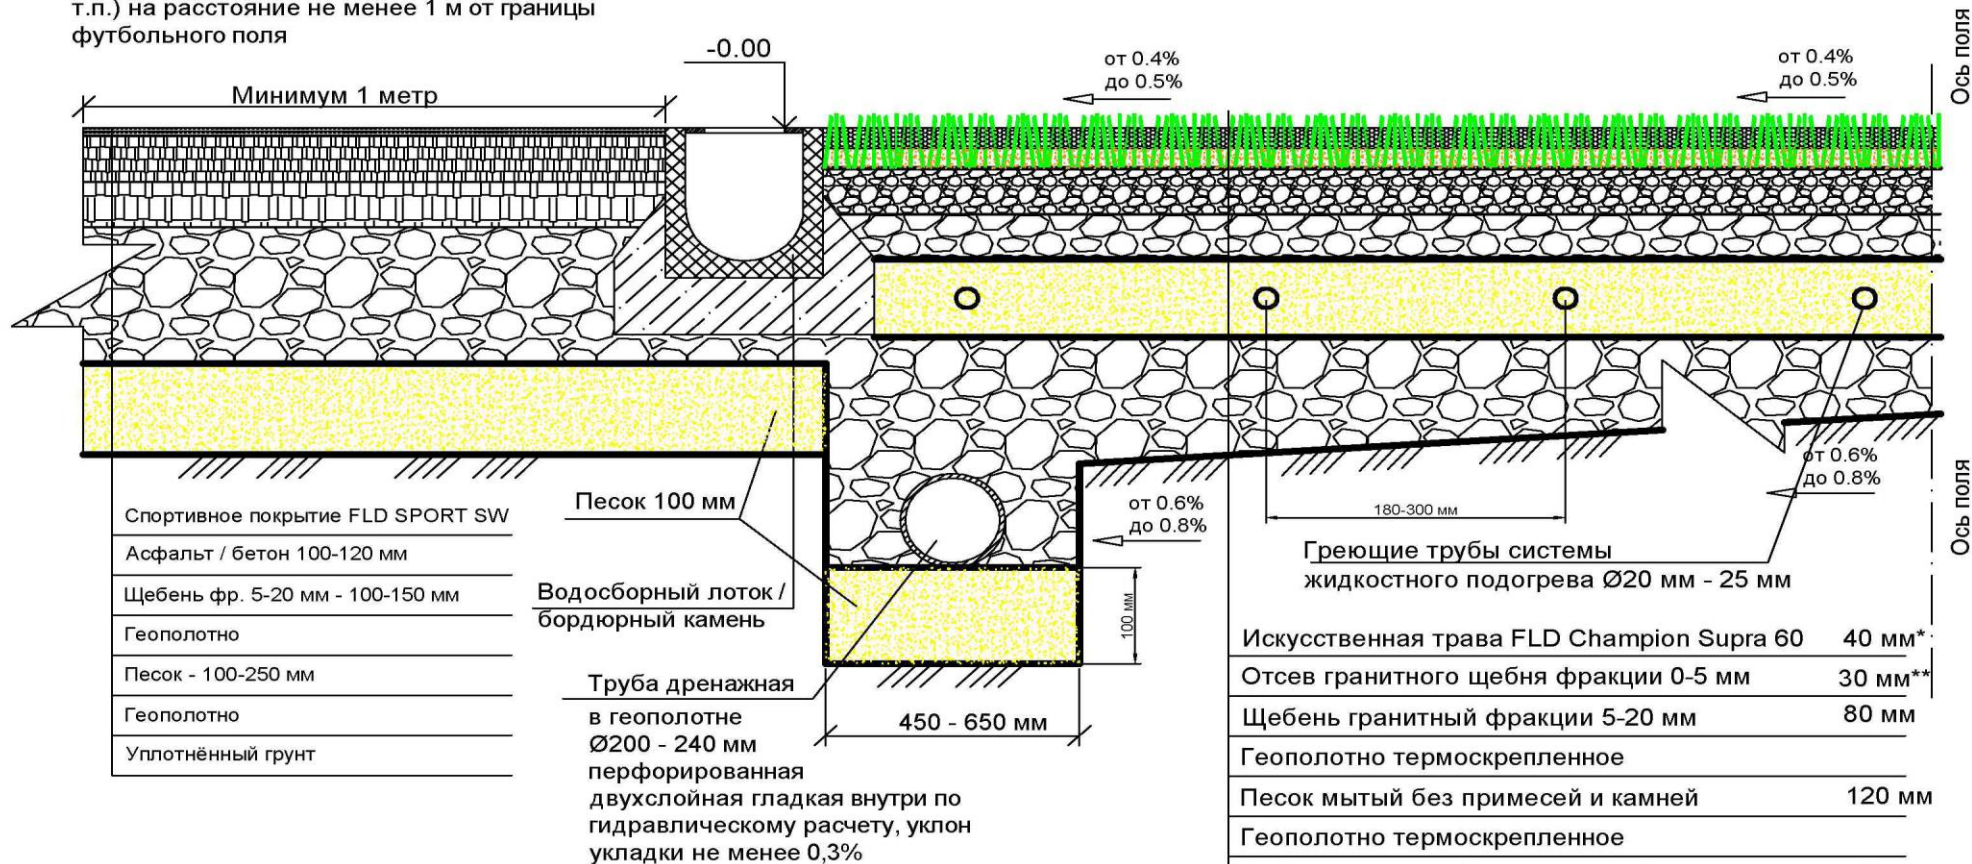 т.п.) на расстояние не менее 1 м от границы
футбольного поля
-0.00
Минимум 1 метр
от 0.4%
до 0.5%
от 0.4%
до 0.5%
Ось поля
Спортивное покрытие FLD SPORT SW
Асфальт / бетон 100-120 мм
Щебень фр. 5-20 мм - 100-150 мм
Геополотно
Песок - 100-250 мм
Геополотно
Уплотнённый грунт
Песок 100 мм
Водосборный лоток /
бордюрный камень
Труба дренажная
в геополотне
Ø200 - 240 мм
перфорированная
двухслойная гладкая внутри по
гидравлическому расчету, уклон
укладки не менее 0,3%
от 0.6%
до 0.8%
100 мм
450 - 650 мм
180-300 мм
от 0.6%
до 0.8%
Ось поля
Греющие трубы системы
жидкостного подогрева Ø20 мм - 25 мм
Искусственная трава FLD Champion Supra 60 40 мм*
Отсев гранитного щебня фракции 0-5 мм 30 мм**
Щебень гранитный фракции 5-20 мм 80 мм
Геополотно термоскрепленное
Песок мытый без примесей и камней 120 мм
Геополотно термоскрепленное